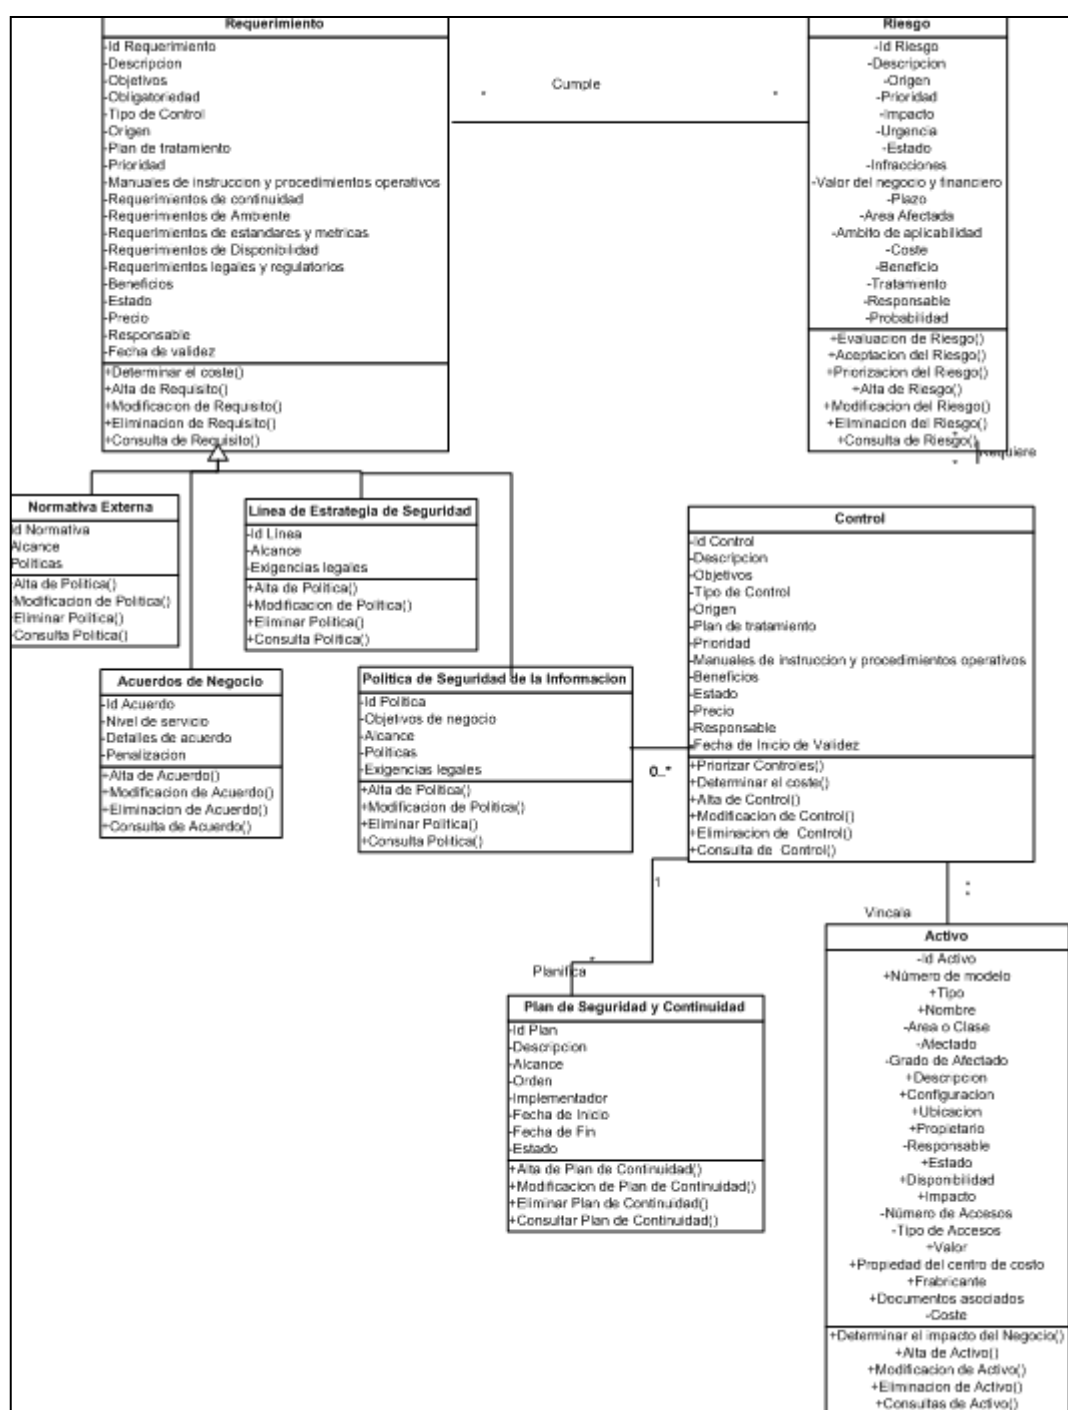 Requerimiento
-Id Requerimiento
-Descripcion
-Objetivos
-Obligatoriedad
-Tipo de Control
-Origen
-Plan de tratamiento
-Prioridad
-Manuales de instruccion y procedimientos operativos
-Requerimientos de continuidad
-Requerimientos de Ambiente
-Requerimientos de estandares y metricas
-Requerimientos de Disponibilidad
-Requerimientos legales y regulatorios
-Beneficios
-Estado
-Precio
-Responsable
-Fecha de validez
+Determinar el coste()
+Alta de Requisito()
+Modificacion de Requisito()
+Eliminacion de Requisito()
+Consulta de Requisito()
Cumple
*
*
Riesgo
-Id Riesgo
-Descripcion
-Origen
-Prioridad
-Impacto
-Urgencia
-Estado
-Infracciones
-Valor del negocio y financiero
-Plazo
-Area Afectada
-Ambito de aplicabilidad
-Coste
-Beneficio
-Tratamiento
-Responsable
-Probabilidad
+Evaluacion de Riesgo()
+Aceptacion del Riesgo()
+Priorizacion del Riesgo()
+Alta de Riesgo()
+Modificacion del Riesgo()
+Eliminacion del Riesgo()
+Consulta de Riesgo()
*
*
Requiere
Normativa Externa
Id Normativa
Alcance
Politicas
Alta de Politica()
Modificacion de Politica()
Eliminar Politica()
Consulta Politica()
Linea de Estrategia de Seguridad
-Id Linea
-Alcance
-Exigencias legales
+Alta de Politica()
+Modificacion de Politica()
+Eliminar Politica()
+Consulta Politica()
Acuerdos de Negocio
-Id Acuerdo
-Nivel de servicio
-Detalles de acuerdo
-Penalizacion
+Alta de Acuerdo()
+Modificacion de Acuerdo()
+Eliminacion de Acuerdo()
+Consulta de Acuerdo()
Politica de Seguridad de la Informacion
-Id Politica
-Objetivos de negocio
-Alcance
-Politicas
-Exigencias legales
+Alta de Politica()
+Modificacion de Politica()
+Eliminar Politica()
+Consulta Politica()
0..*
Control
-Id Control
-Descripcion
-Objetivos
-Tipo de Control
-Origen
-Plan de tratamiento
-Prioridad
-Manuales de instruccion y procedimientos operativos
-Beneficios
-Estado
-Precio
-Responsable
-Fecha de Inicio de Validez
+Priorizar Controles()
+Determinar el coste()
+Alta de Control()
+Modificacion de Control()
+Eliminacion de Control()
+Consulta de Control()
1
*
Planifica
Plan de Seguridad y Continuidad
-Id Plan
-Descripcion
-Alcance
-Orden
-Implementador
-Fecha de Inicio
-Fecha de Fin
-Estado
+Alta de Plan de Continuidad()
+Modificacion de Plan de Continuidad()
+Eliminar Plan de Continuidad()
+Consultar Plan de Continuidad()
*
*
Vincala
Activo
-Id Activo
+Número de modelo
+Tipo
+Nombre
-Area o Clase
-Afectado
-Grado de Afectado
+Descripcion
+Configuracion
+Ubicacion
+Propietario
-Responsable
+Estado
+Disponibilidad
+Impacto
-Número de Accesos
-Tipo de Accesos
+Valor
+Propiedad del centro de costo
+Frabricante
+Documentos asociados
-Coste
+Determinar el impacto del Negocio()
+Alta de Activo()
+Modificacion de Activo()
+Eliminacion de Activo()
+Consultas de Activo()